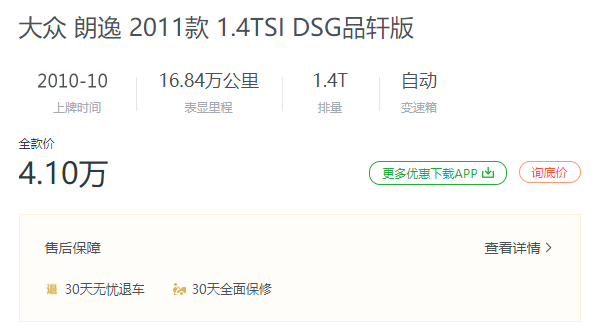 大众 朗逸 2011款 1.4TSI DSG品轩版
2010-10 16.84万公里 1.4T 自动
上牌时间 表显里程 排量 变速箱
全款价
4.10万 更多优惠下载APP 询底价
售后保障 查看详情
30天无忧退车 30天全面保修